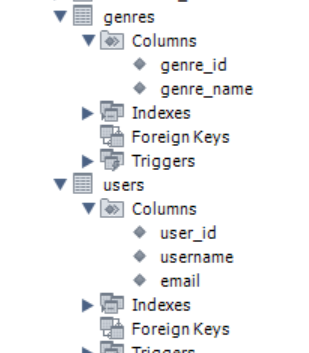 genres
Columns
genre_id
genre_name
Indexes
Foreign Keys
Triggers
users
Columns
user_id
username
email
Indexes
Foreign Keys
Triggers